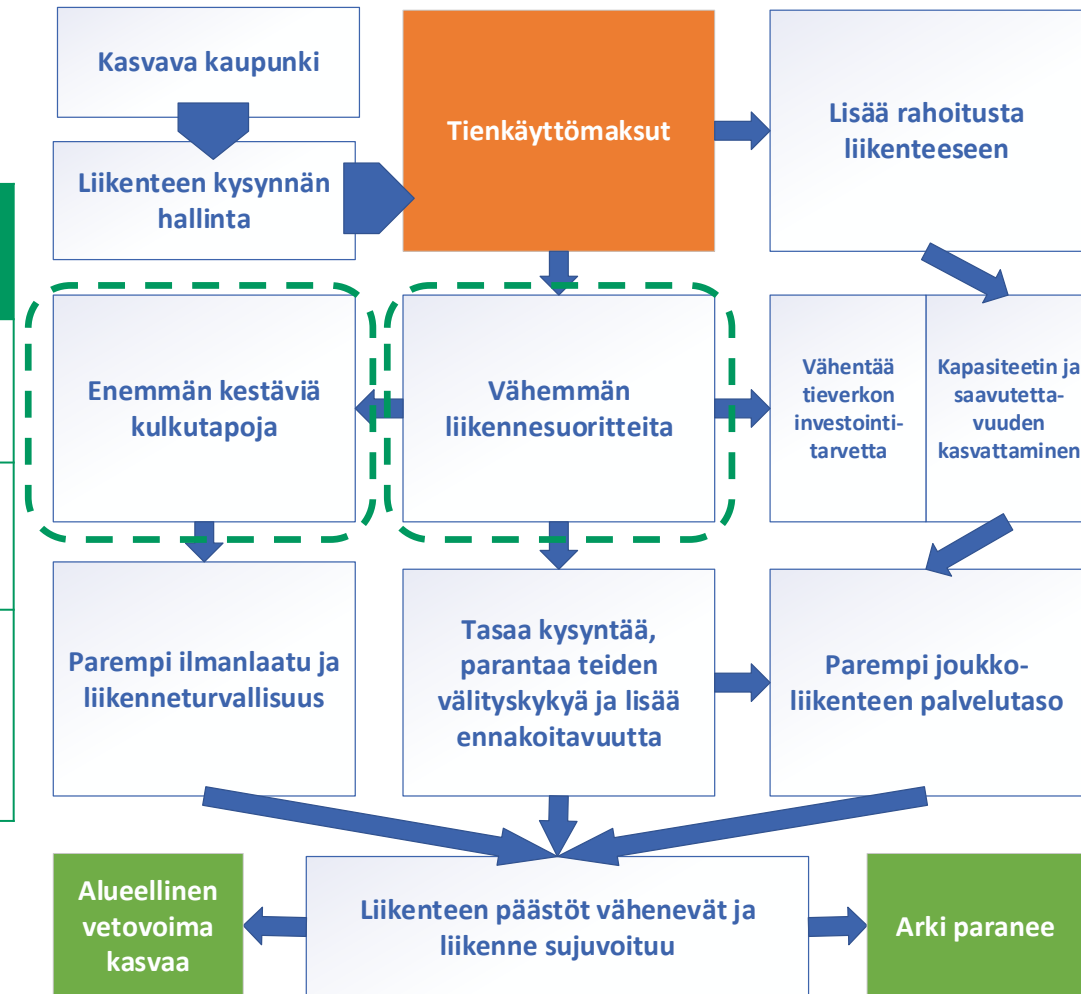 Kasvava kaupunki
Liikenteen kysynnän
hallinta
Tienkäyttömaksut
Lisää rahoitusta
liikenteeseen
Enemmän kestäviä
kulkutapoja
Vähemmän
liikennesuoritteita
Vähentää
tieverkon
investointi-
tarvetta
Kapasiteetin ja
saavutetta-
vuuden
kasvattaminen
Parempi ilmanlaatu ja
liikenneturvallisuus
Tasaa kysyntää,
parantaa teiden
välityskykyä ja lisää
ennakoitavuutta
Parempi joukko-
liikenteen palvelutaso
Alueellinen
vetovoima
kasvaa
Liikenteen päästöt vähenevät ja
liikenne sujuvoituu
Arki paranee